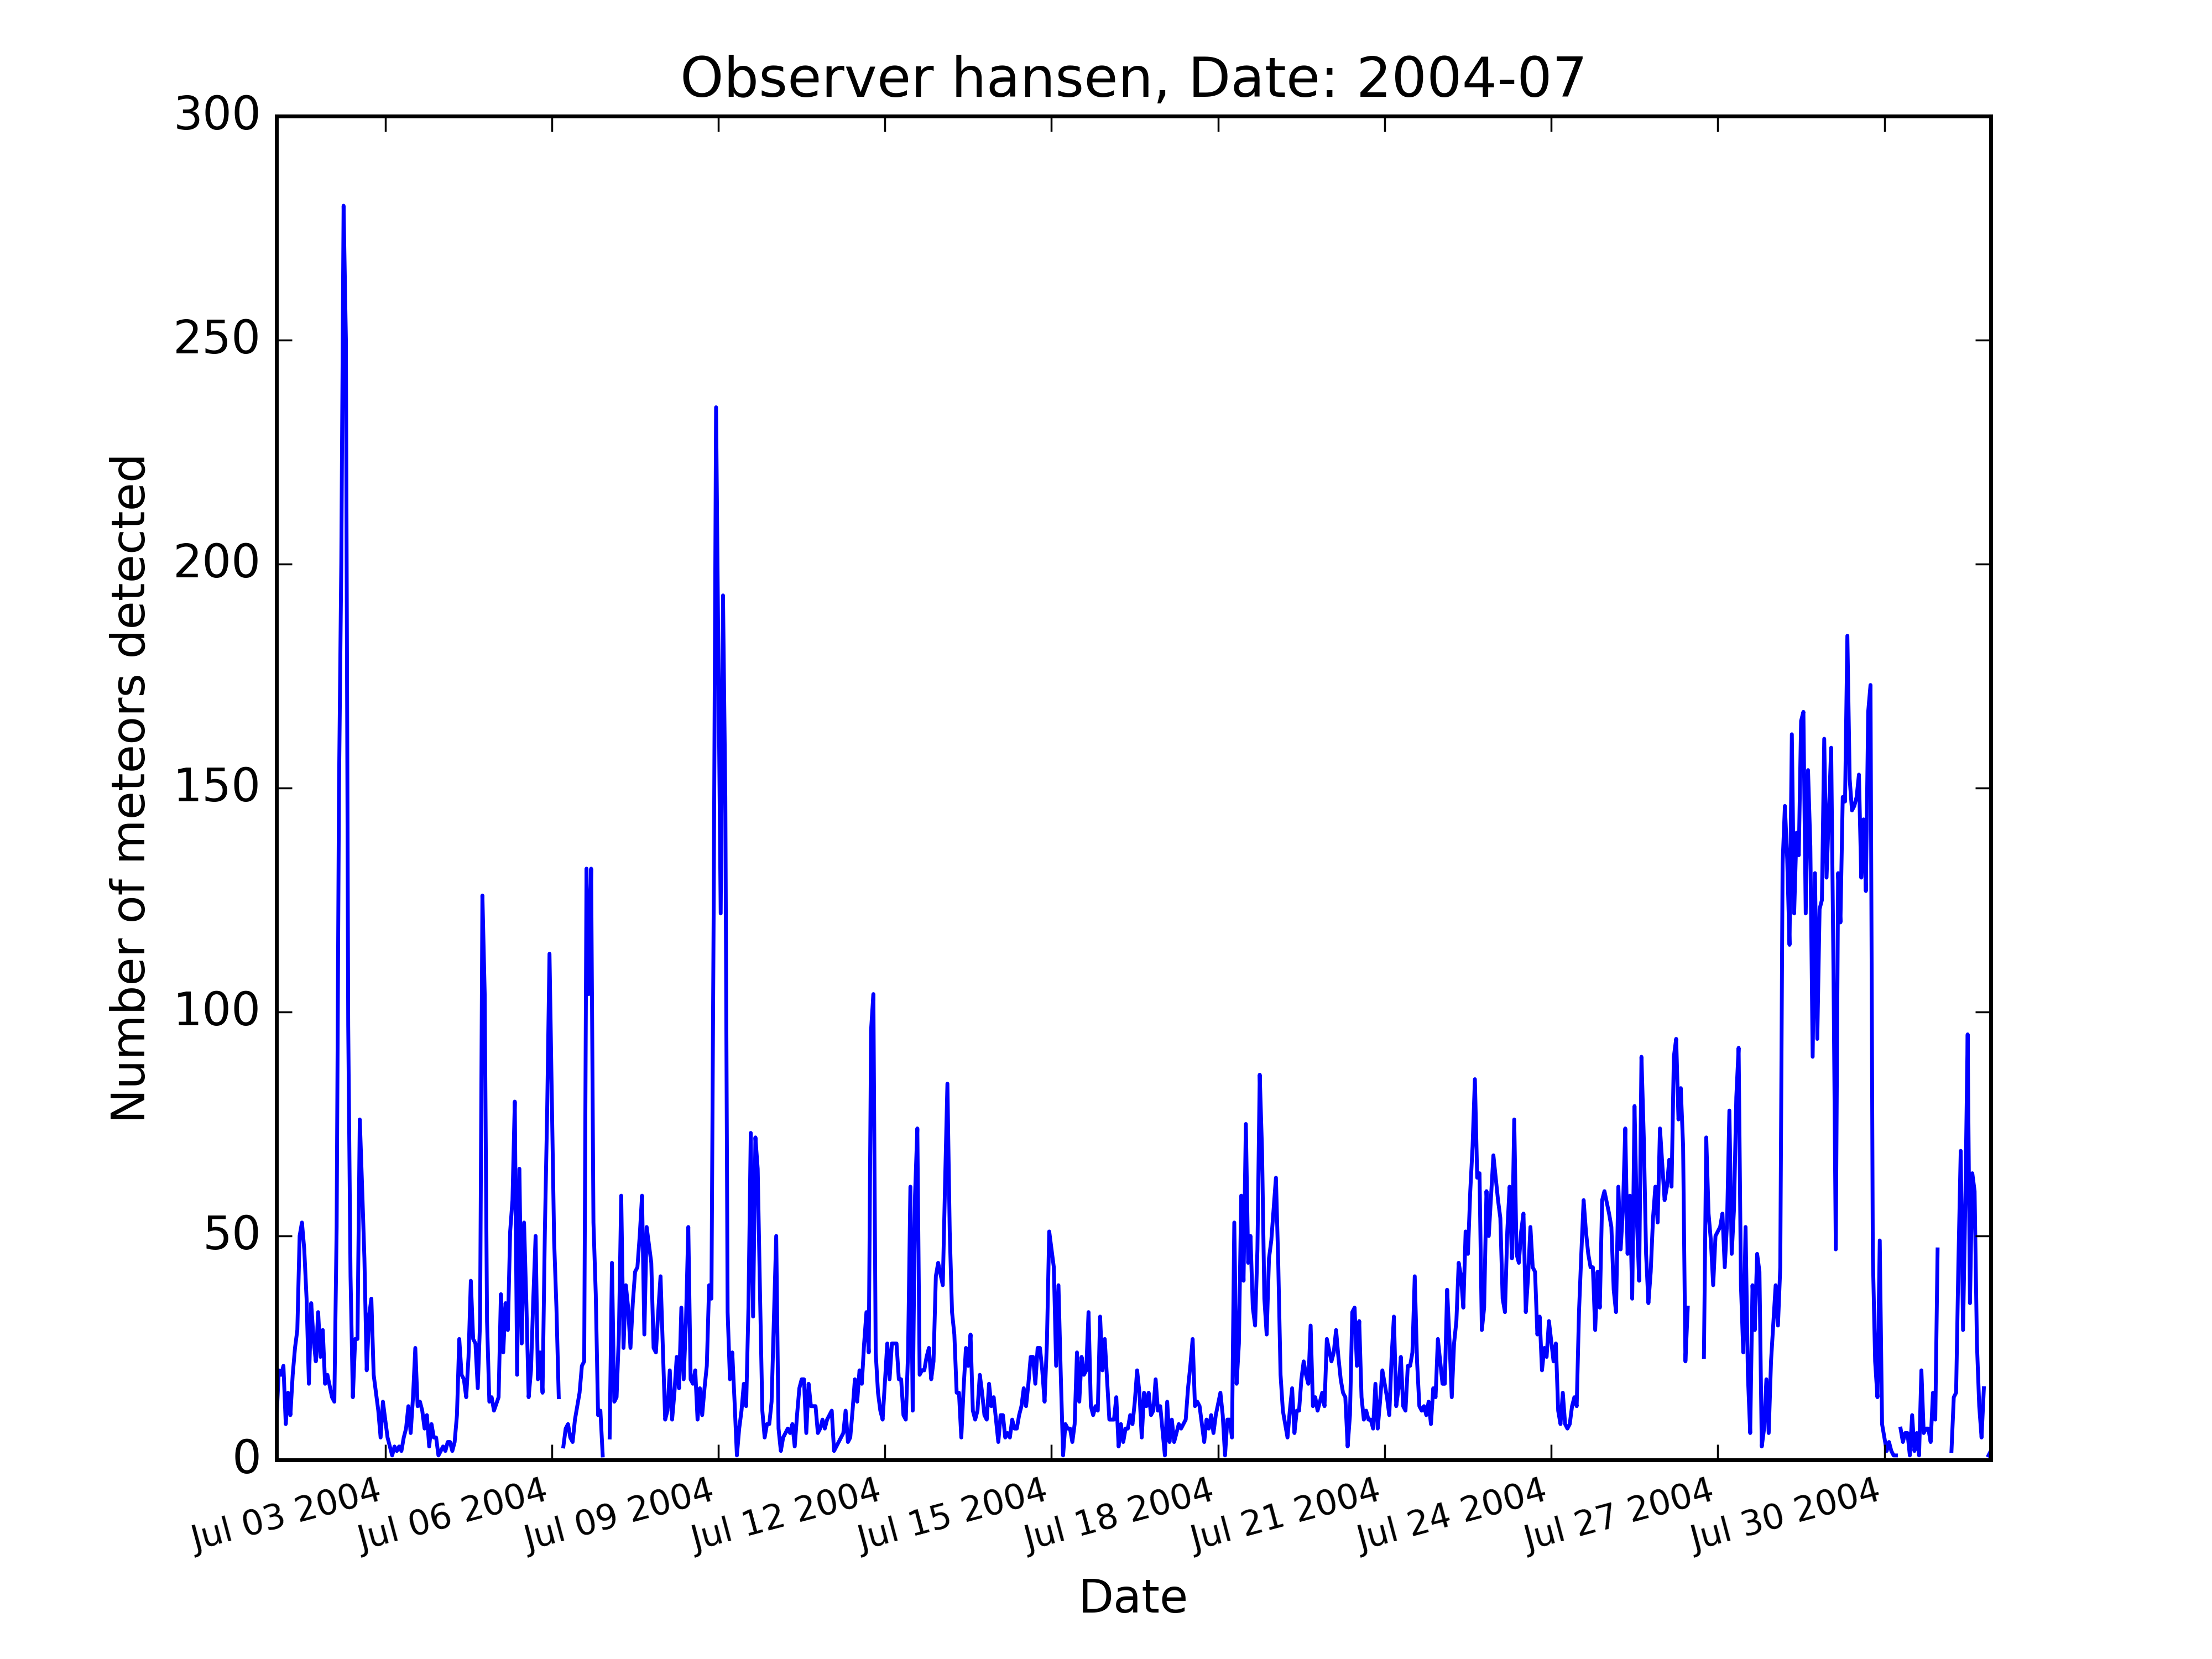 Observer hansen, Date: 2004-07
300
250
200
150
100
50
0
Number of meteors detected
Jul 03 2004
Jul 06 2004
Jul 09 2004
Jul 12 2004
Jul 15 2004
Jul 18 2004
Jul 21 2004
Jul 24 2004
Jul 27 2004
Jul 30 2004
Date